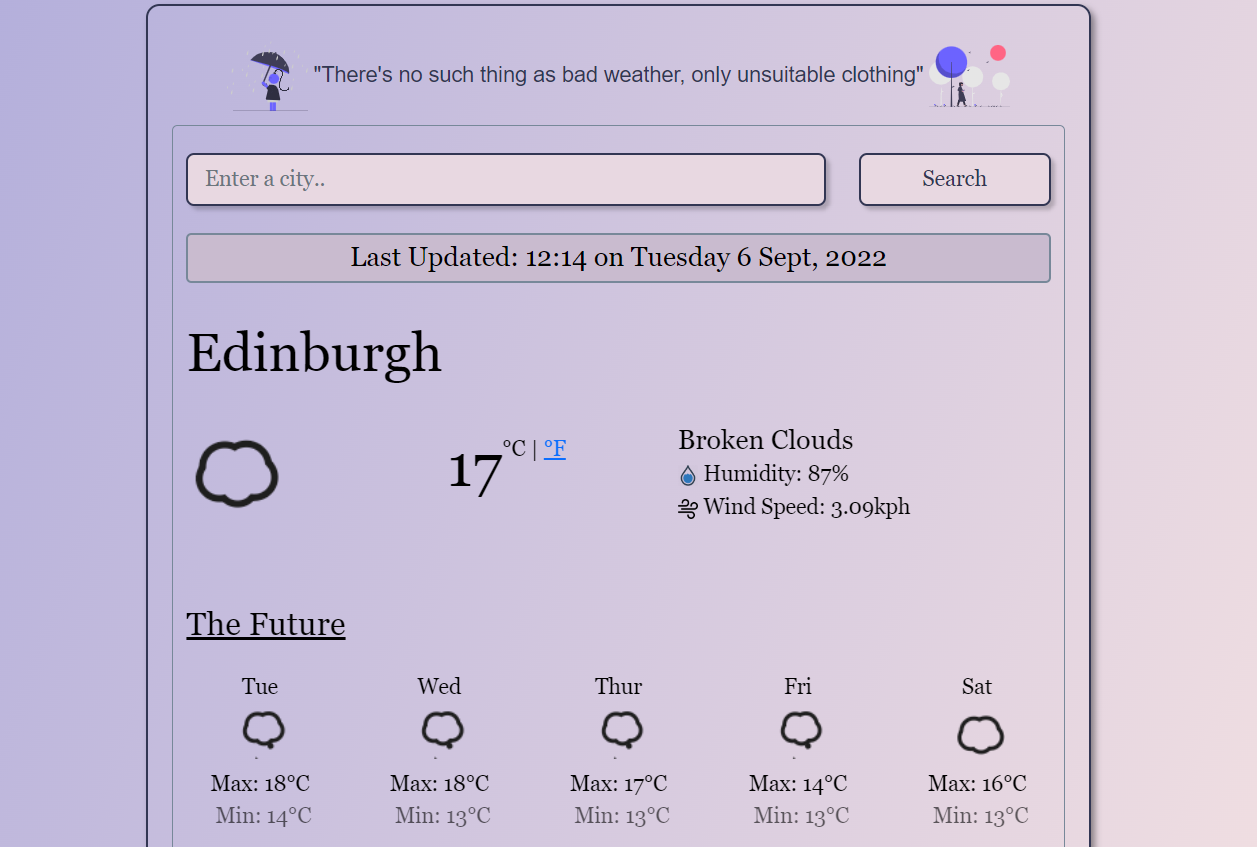 "There's no such thing as bad weather, only unsuitable clothing"
Enter a city..
Search
Last Updated: 12:14 on Tuesday 6 Sept, 2022
Edinburgh
17°C | °F
Broken Clouds
Humidity: 87%
Wind Speed: 3.09kph
The Future
Tue Wed Thur Fri Sat
Max: 18°C Max: 18°C Max: 17°C Max: 14°C Max: 16°C
Min: 14°C Min: 13°C Min: 13°C Min: 13°C Min: 13°C